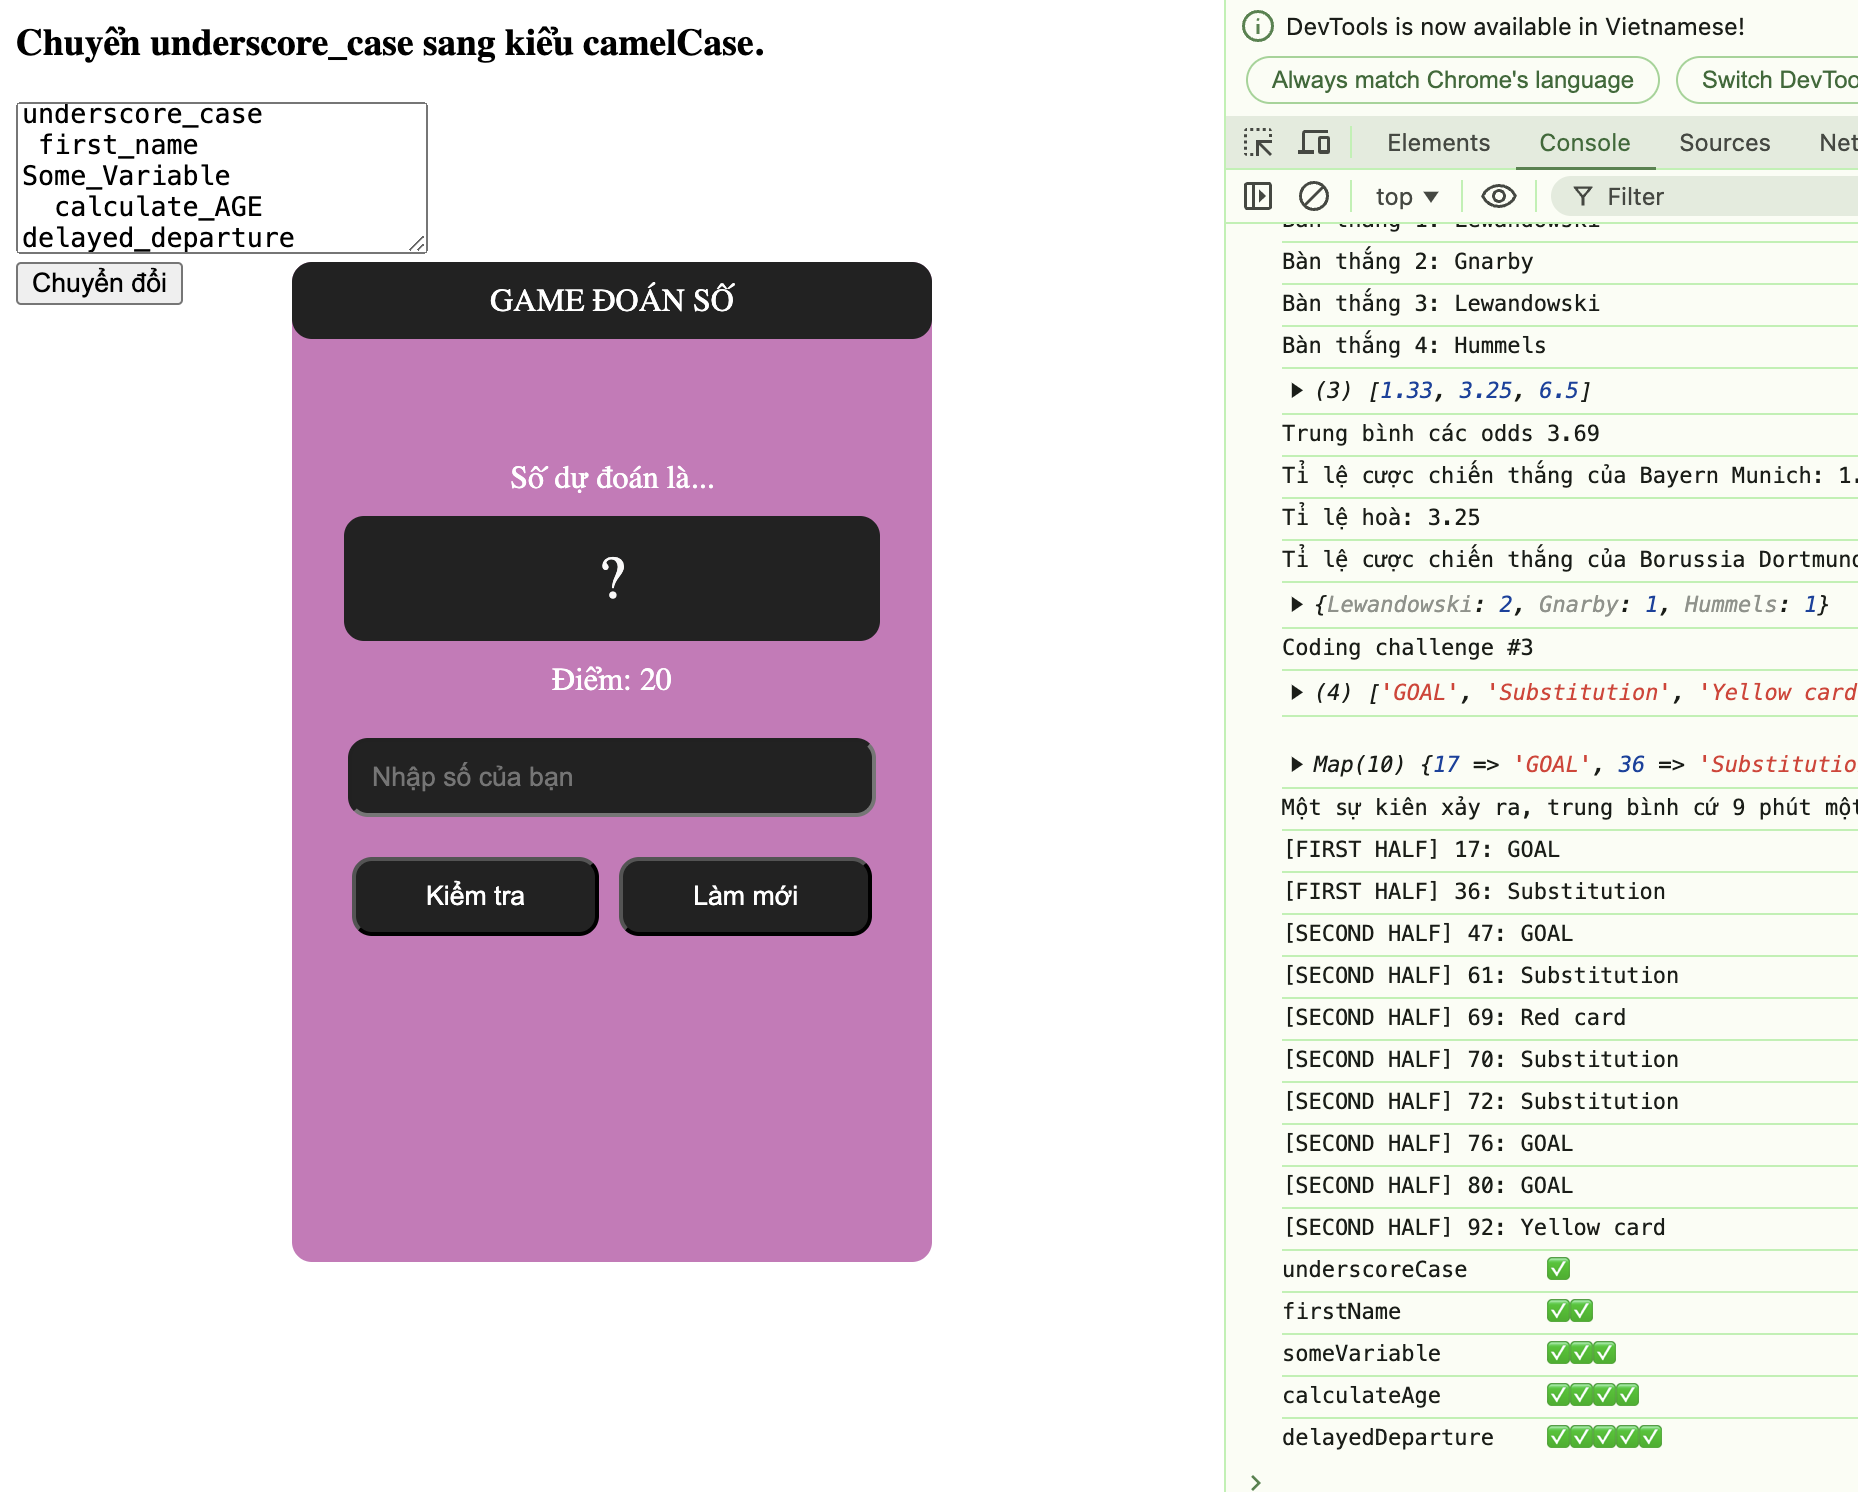 Chuyển underscore_case sang kiểu camelCase.
underscore_case
first_name
Some_Variable
calculate_AGE
delayed_departure
Chuyển đổi
GAME ĐOÁN SỐ
Số dự đoán là...
?
Điểm: 20
Nhập số của bạn
Kiểm tra
Làm mới
DevTools is now available in Vietnamese!
Always match Chrome's language
Switch DevToo
Elements
Console
Sources
Net
top
Filter
Bàn thắng 1: Lewandowski
Bàn thắng 2: Gnarby
Bàn thắng 3: Lewandowski
Bàn thắng 4: Hummels
(3) [1.33, 3.25, 6.5]
Trung bình các odds 3.69
Tỉ lệ cược chiến thắng của Bayern Munich: 1.
Tỉ lệ hoà: 3.25
Tỉ lệ cược chiến thắng của Borussia Dortmund
{Lewandowski: 2, Gnarby: 1, Hummels: 1}
Coding challenge #3
(4) ['GOAL', 'Substitution', 'Yellow card
Map(10) {17 => 'GOAL', 36 => 'Substitutio
Một sự kiên xảy ra, trung bình cứ 9 phút một
[FIRST HALF] 17: GOAL
[FIRST HALF] 36: Substitution
[SECOND HALF] 47: GOAL
[SECOND HALF] 61: Substitution
[SECOND HALF] 69: Red card
[SECOND HALF] 70: Substitution
[SECOND HALF] 72: Substitution
[SECOND HALF] 76: GOAL
[SECOND HALF] 80: GOAL
[SECOND HALF] 92: Yellow card
underscoreCase ✅
firstName ✅✅
someVariable ✅✅✅
calculateAge ✅✅✅✅
delayedDeparture ✅✅✅✅✅